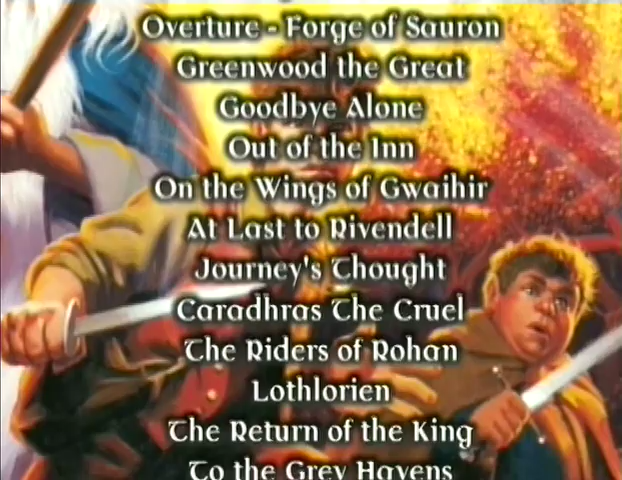 Overture - Forge of Sauron
Greenwood the Great
Goodbye Alone
Out of the Inn
On the Wings of Gwaihir
At Last to Rivendell
Journey's Thought
Caradhras The Cruel
The Riders of Rohan
Lothlorien
The Return of the King
To the Grey Havens